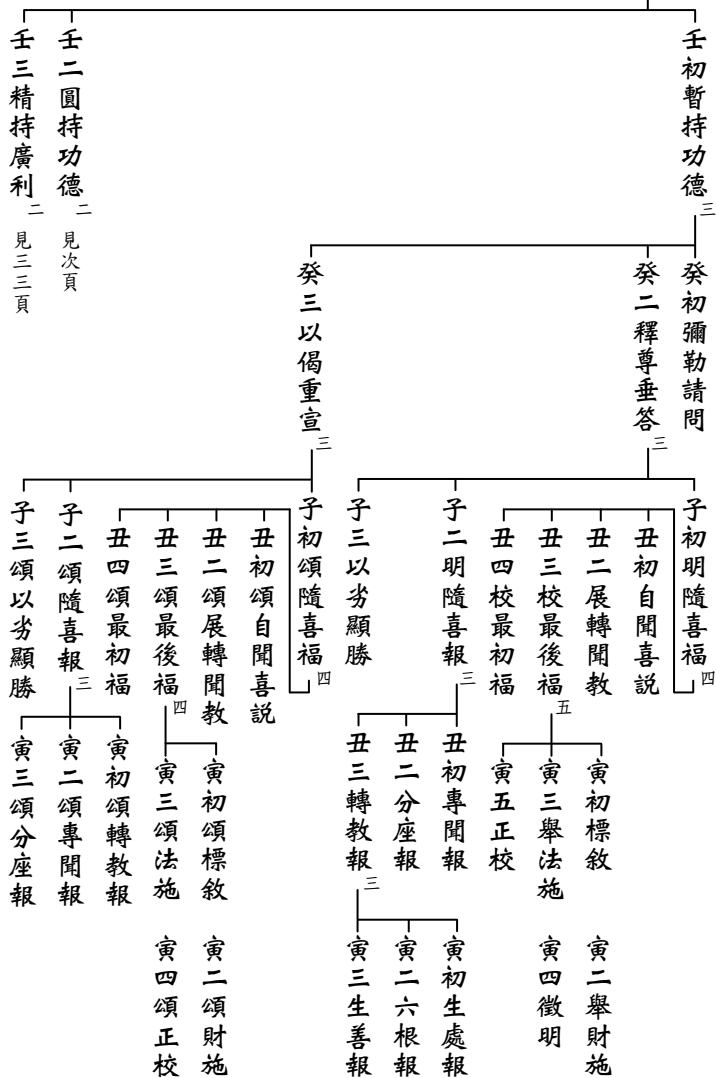 壬初暫持功德 三
壬二圓持功德 二 見次頁
壬三精持廣利 二 見三三頁
癸初彌勒請問
癸二釋尊垂答 三
癸三以偈重宣 三
子初明隨喜福 四
丑初自聞喜説
丑二展轉聞教
丑三校最後福 五
丑四校最初福
子二明隨喜報 三
子三以劣顯勝
子初頌隨喜福 四
丑初頌自聞喜説
丑二頌展轉聞教
丑三頌最後福 四
丑四頌最初福
子二頌隨喜報 三
子三頌以劣顯勝
寅初標敘 寅二舉財施
寅三舉法施 寅四徵明
寅五正校
丑初專聞報
丑二分座報
丑三轉教報 三
寅初生處報
寅二六根報
寅三生善報
寅初頌標敘 寅二頌財施
寅三頌法施 寅四頌正校
寅初頌轉教報
寅二頌專聞報
寅三頌分座報